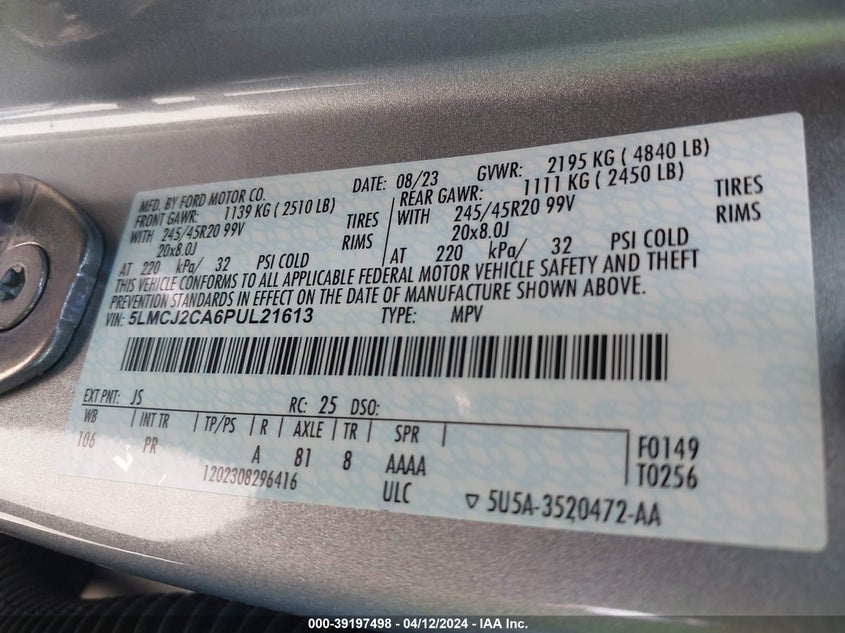 MFD. BY FORD MOTOR CO. DATE: 08/23 GVWR: 2195 KG ( 4840 LB)
FRONT GAWR: 1139 KG ( 2510 LB) REAR GAWR: 1111 KG ( 2450 LB)
WITH 245/45R20 99V TIRES WITH 245/45R20 99V TIRES
20x8.0J RIMS 20x8.0J RIMS
AT 220 kPa/ 32 PSI COLD AT 220 kPa/ 32 PSI COLD
THIS VEHICLE CONFORMS TO ALL APPLICABLE FEDERAL MOTOR VEHICLE SAFETY AND THEFT
PREVENTION STANDARDS IN EFFECT ON THE DATE OF MANUFACTURE SHOWN ABOVE.
VIN: 5LMCJ2CA6PUL21613 TYPE: MPV
EXT PNT: JS RC: 25 DSO:
WB INT TR TP/PS R AXLE TR SPR F0149
106 PR A 81 8 AAAA T0256
1202308296416 ULC ▽ 5U5A-3520472-AA
000-39197498 - 04/12/2024 - IAA Inc.